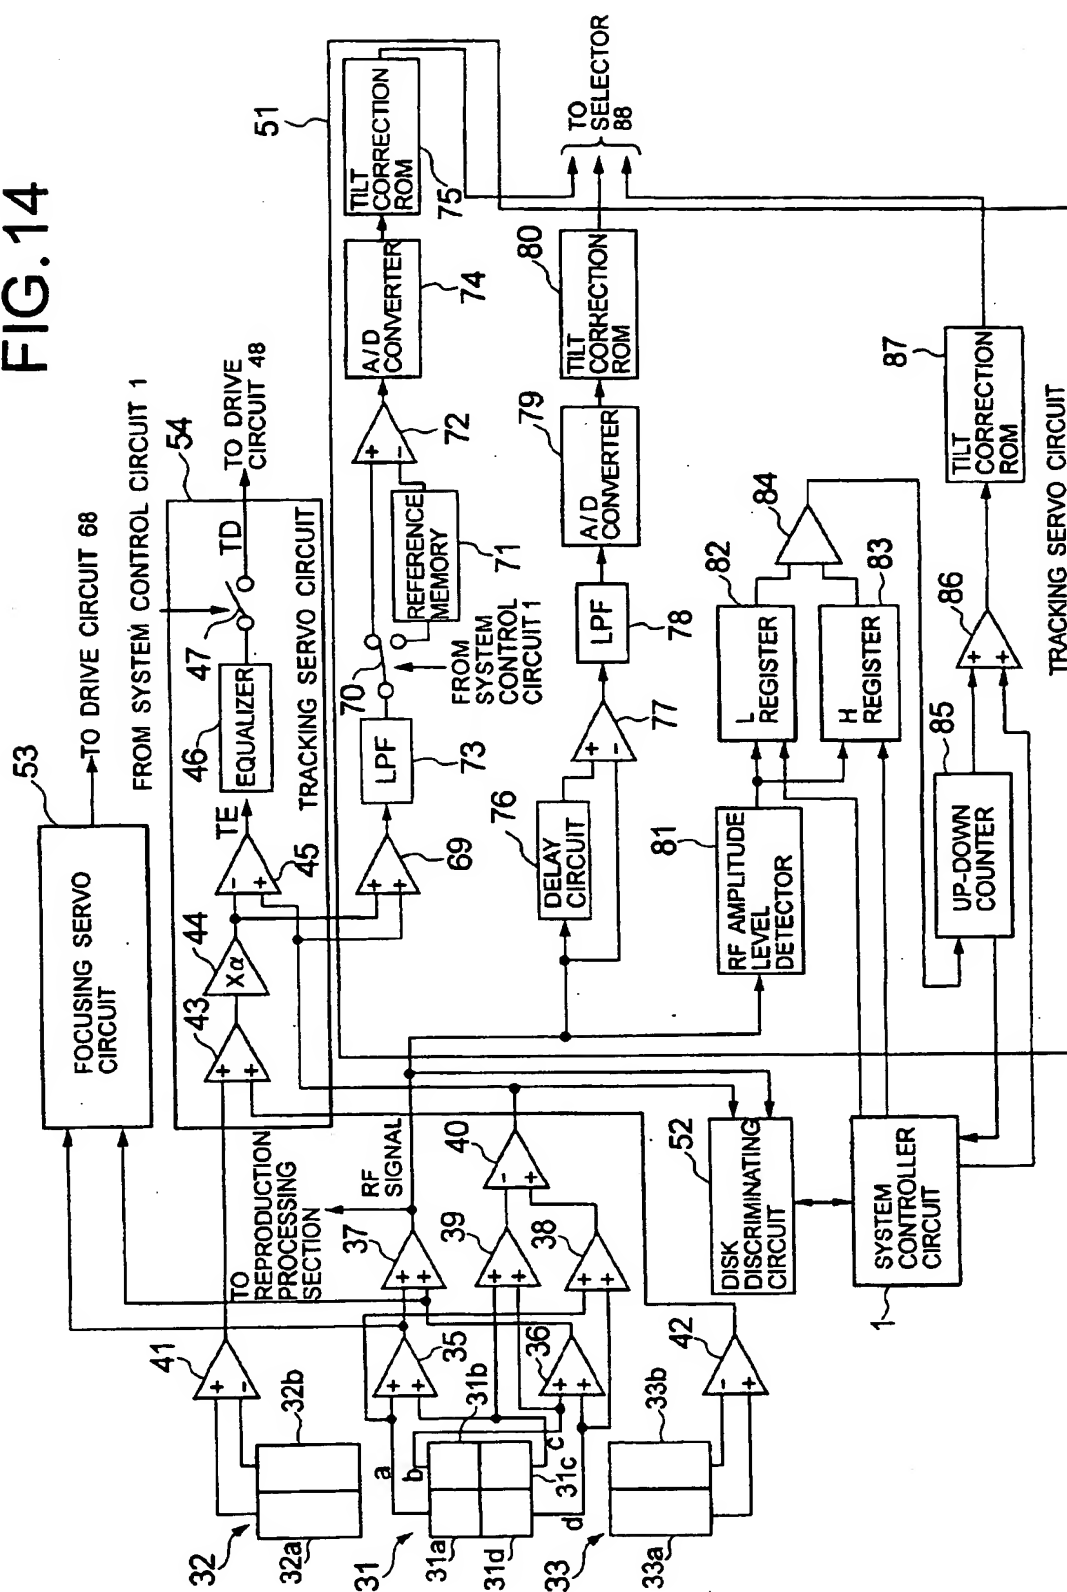 FIG.14
53
FOCUSING SERVO
CIRCUIT
TO DRIVE CIRCUIT 68
FROM SYSTEM CONTROL CIRCUIT 1
54
TO DRIVE
CIRCUIT 48
TD
47
46
EQUALIZER
TE
45
44
Xα
43
TRACKING SERVO CIRCUIT
51
TILT
CORRECTION
ROM
75
A/D
CONVERTER
74
72
REFERENCE
MEMORY
71
70
FROM
SYSTEM
CONTROL
CIRCUIT1
LPF
73
69
TO
SELECTOR
88
80
TILT
CORRECTION
ROM
79
A/D
CONVERTER
LPF
78
77
76
DELAY
CIRCUIT
81
RF AMPLITUDE
LEVEL
DETECTOR
82
L
REGISTER
H
REGISTER
83
84
85
UP-DOWN
COUNTER
86
87
TILT
CORRECTION
ROM
TRACKING SERVO CIRCUIT
TO
REPRODUCTION
PROCESSING
SECTION
RF
SIGNAL
37
39
38
40
52
DISK
DISCRIMINATING
CIRCUIT
SYSTEM
CONTROLLER
CIRCUIT
1
41
32
32a
32b
35
36
31
31a
31b
31c
31d
a
b
c
d
33
33a
33b
42
+
+
+
-
+
+
+
+
+
+
+
+
-
+
+
+
+
+
-
+
-
+
+
+
+
-
+
-
+
+